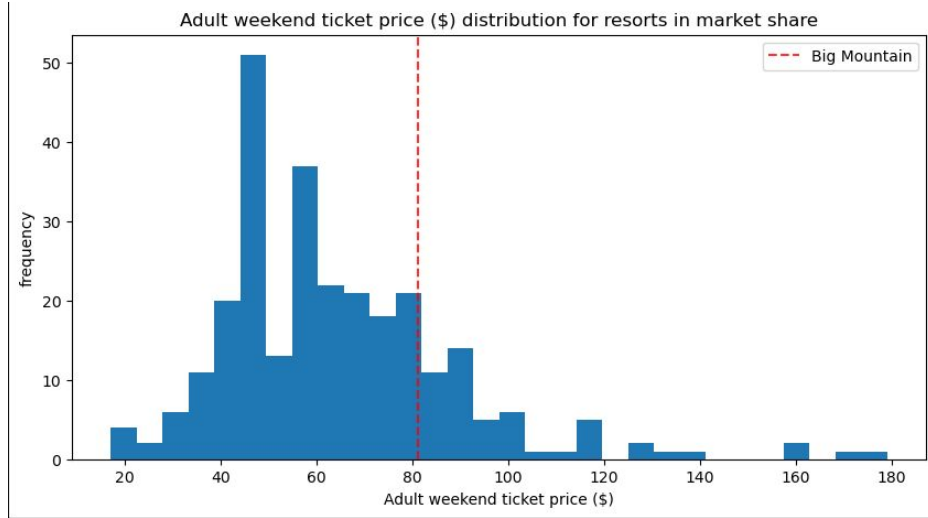 Adult weekend ticket price ($) distribution for resorts in market share
Big Mountain
50
40
30
20
10
0
frequency
20 40 60 80 100 120 140 160 180
Adult weekend ticket price ($)